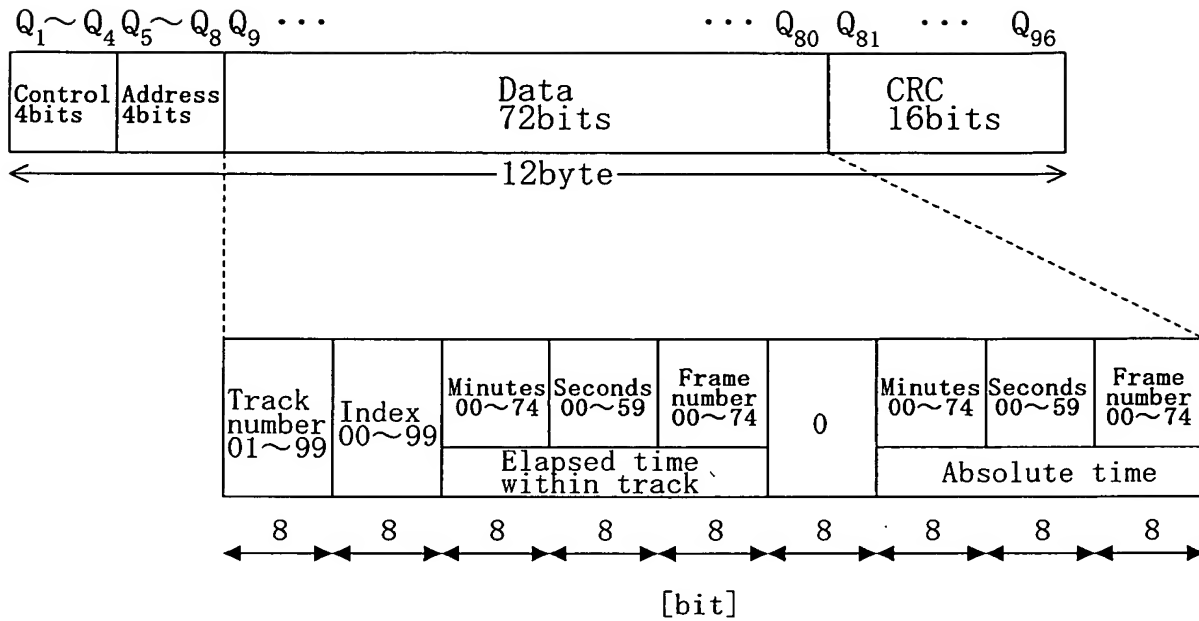 Q1～Q4 Q5～Q8 Q9 ··· ··· Q80 Q81 ··· Q96
Control
4bits
Address
4bits
Data
72bits
CRC
16bits
12byte
Track
number
01～99
Index
00～99
Minutes
00～74
Seconds
00～59
Frame
number
00～74
Elapsed time
within track
0
Minutes
00～74
Seconds
00～59
Frame
number
00～74
Absolute time
8 8 8 8 8 8 8 8 8
[bit]